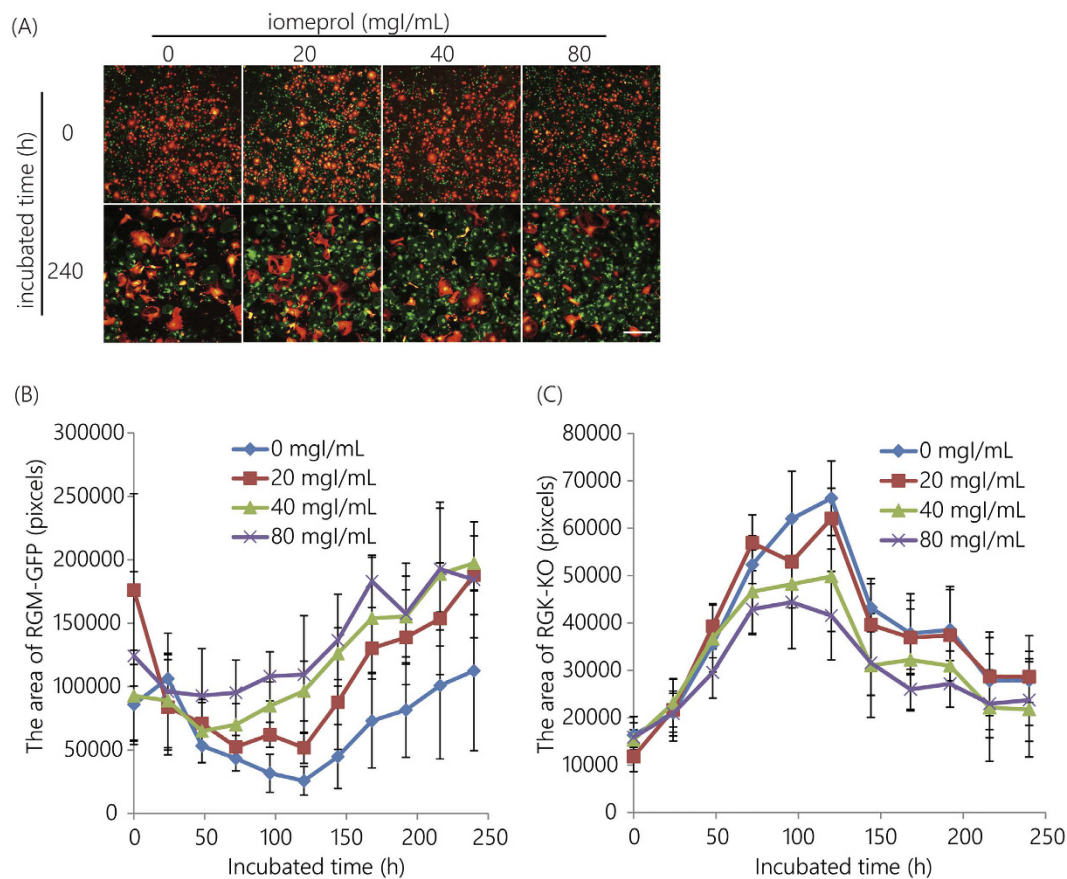 (A)
iomeprol (mgI/mL)
0 20 40 80
incubated time (h)
0
240
(B)
The area of RGM-GFP (pixcels)
300000
250000
200000
150000
100000
50000
0
0 mgI/mL
20 mgI/mL
40 mgI/mL
80 mgI/mL
0 50 100 150 200 250
Incubated time (h)
(C)
The area of RGK-KO (pixcels)
80000
70000
60000
50000
40000
30000
20000
10000
0
0 mgI/mL
20 mgI/mL
40 mgI/mL
80 mgI/mL
0 50 100 150 200 250
Incubated time (h)